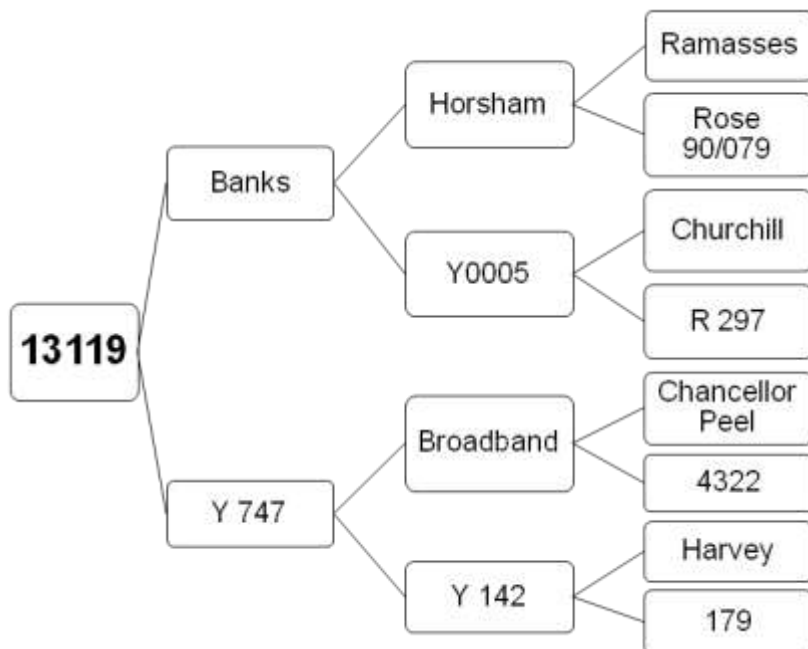 Ramasses
Horsham
Rose
90/079
Banks
Churchill
Y0005
R 297
13119
Chancellor
Peel
Broadband
4322
Y 747
Harvey
Y 142
179